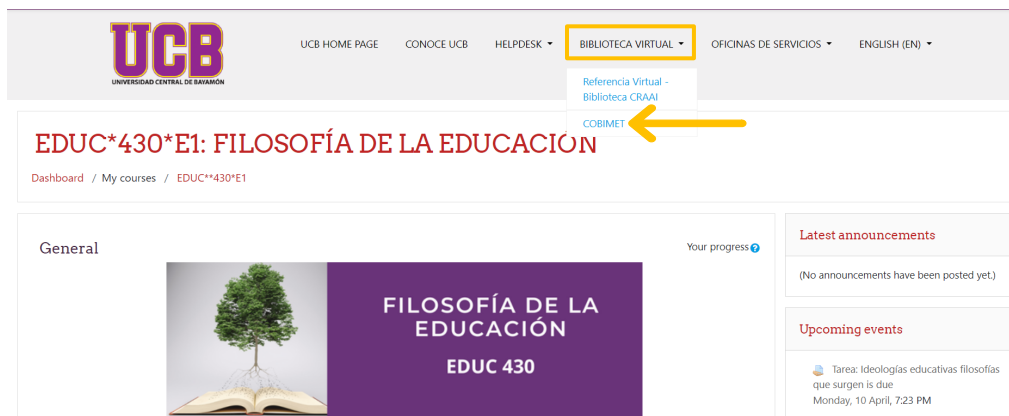 UCB
UNIVERSIDAD CENTRAL DE BAYAMÓN
UCB HOME PAGE CONOCE UCB HELPDESK BIBLIOTECA VIRTUAL OFICINAS DE SERVICIOS ENGLISH (EN)
Referencia Virtual -
Biblioteca CRAAI
COBIMET
EDUC*430*E1: FILOSOFÍA DE LA EDUCACIÓN
Dashboard / My courses / EDUC**430*E1
General
Your progress
FILOSOFÍA DE LA
EDUCACIÓN
EDUC 430
Latest announcements
(No announcements have been posted yet.)
Upcoming events
Tarea: Ideologías educativas filosofías
que surgen is due
Monday, 10 April, 7:23 PM